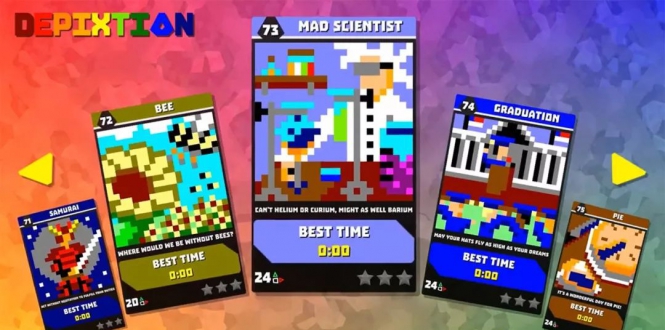 DEPIXTION
71
SAMURAI
BEST TIME
0:00
24
72
BEE
WHERE WOULD WE BE WITHOUT BEES?
BEST TIME
0:00
20
73
MAD SCIENTIST
CAN'T HELIUM OR CURIUM, MIGHT AS WELL BARIUM
BEST TIME
0:00
24
74
GRADUATION
MAY YOUR HATS FLY AS HIGH AS YOUR DREAMS
BEST TIME
0:00
24
75
PIE
IT'S A WONDERFUL DAY FOR PIE!
BEST TIME
0:00
24